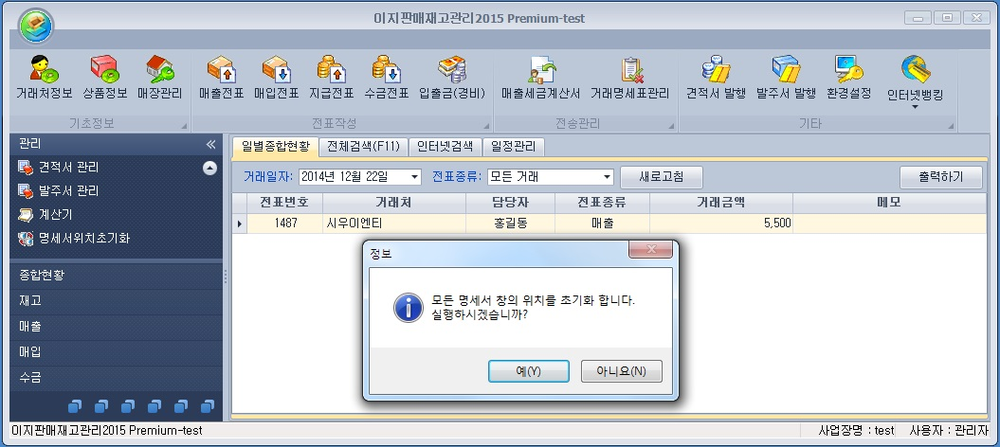 이지판매재고관리2015 Premium-test
거래처정보 상품정보 매장관리 매출전표 매입전표 지급전표 수금전표 입출금(경비) 매출세금계산서 거래명세표관리 견적서 발행 발주서 발행 환경설정 인터넷뱅킹
기초정보 전표작성 전송관리 기타
관리
견적서 관리
발주서 관리
계산기
명세서위치초기화
종합현황
재고
매출
매입
수금
일별종합현황 전체검색(F11) 인터넷검색 일정관리
거래일자: 2014년 12월 22일 전표종류: 모든 거래 새로고침 출력하기
전표번호 거래처 담당자 전표종류 거래금액 메모
1487 시우이엔티 홍길동 매출 5,500
정보
모든 명세서 창의 위치를 초기화 합니다.
실행하시겠습니까?
예(Y) 아니요(N)
이지판매재고관리2015 Premium-test 사업장명 : test 사용자 : 관리자